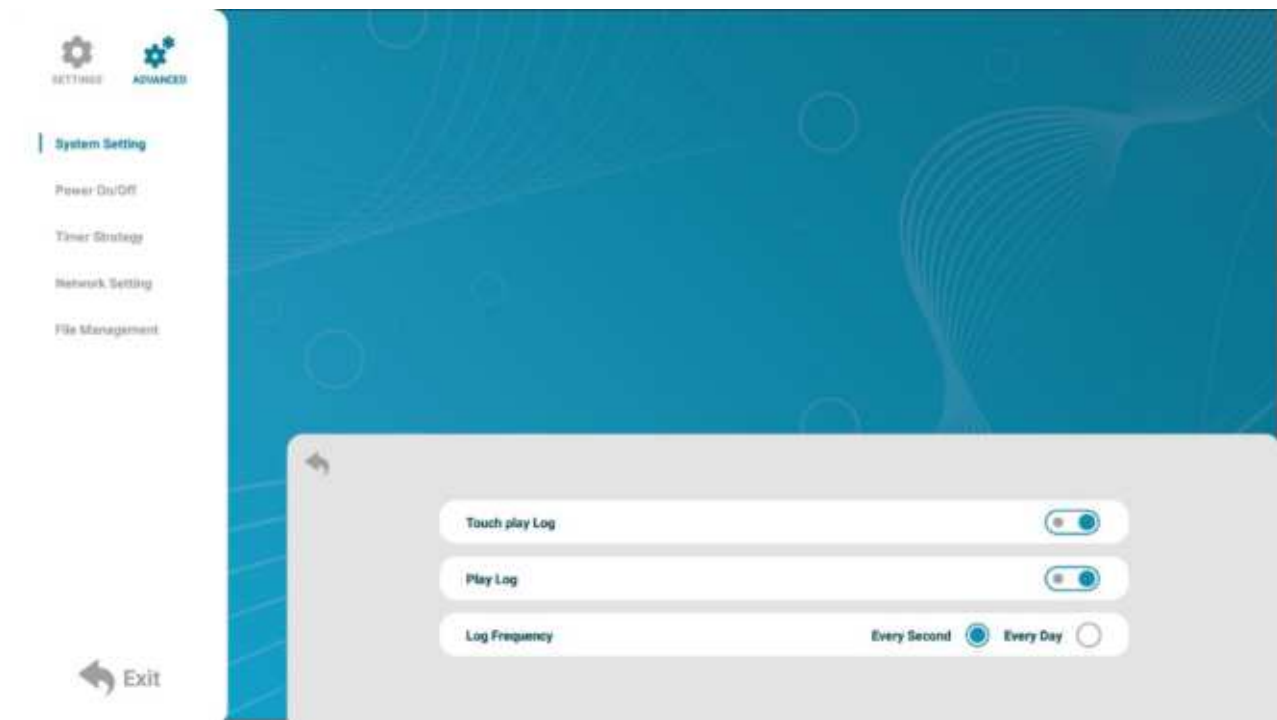 SETTINGS
ADVANCED
System Setting
Power On/Off
Timer Strategy
Network Setting
File Management
Touch play Log
Play Log
Log Frequency Every Second Every Day
Exit